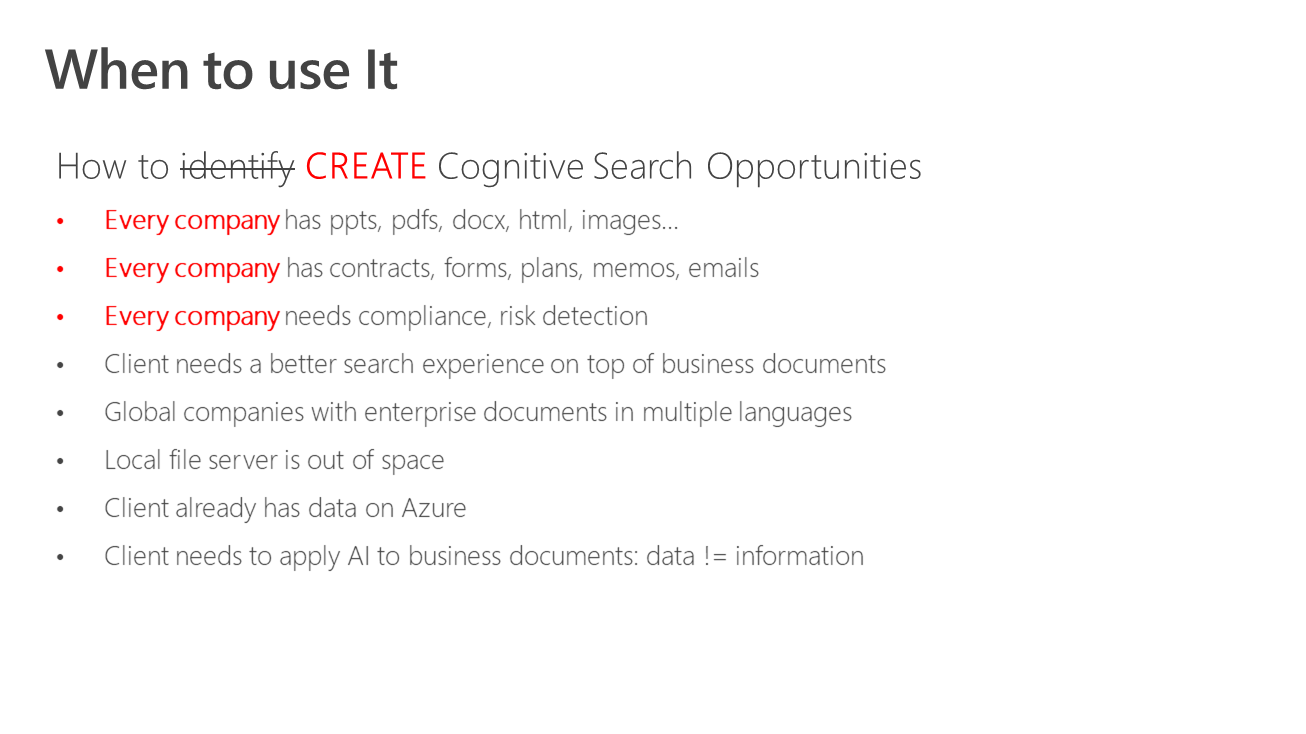 When to use It
How to identify CREATE Cognitive Search Opportunities
• Every company has ppts, pdfs, docx, html, images...
• Every company has contracts, forms, plans, memos, emails
• Every company needs compliance, risk detection
• Client needs a better search experience on top of business documents
• Global companies with enterprise documents in multiple languages
• Local file server is out of space
• Client already has data on Azure
• Client needs to apply AI to business documents: data != information